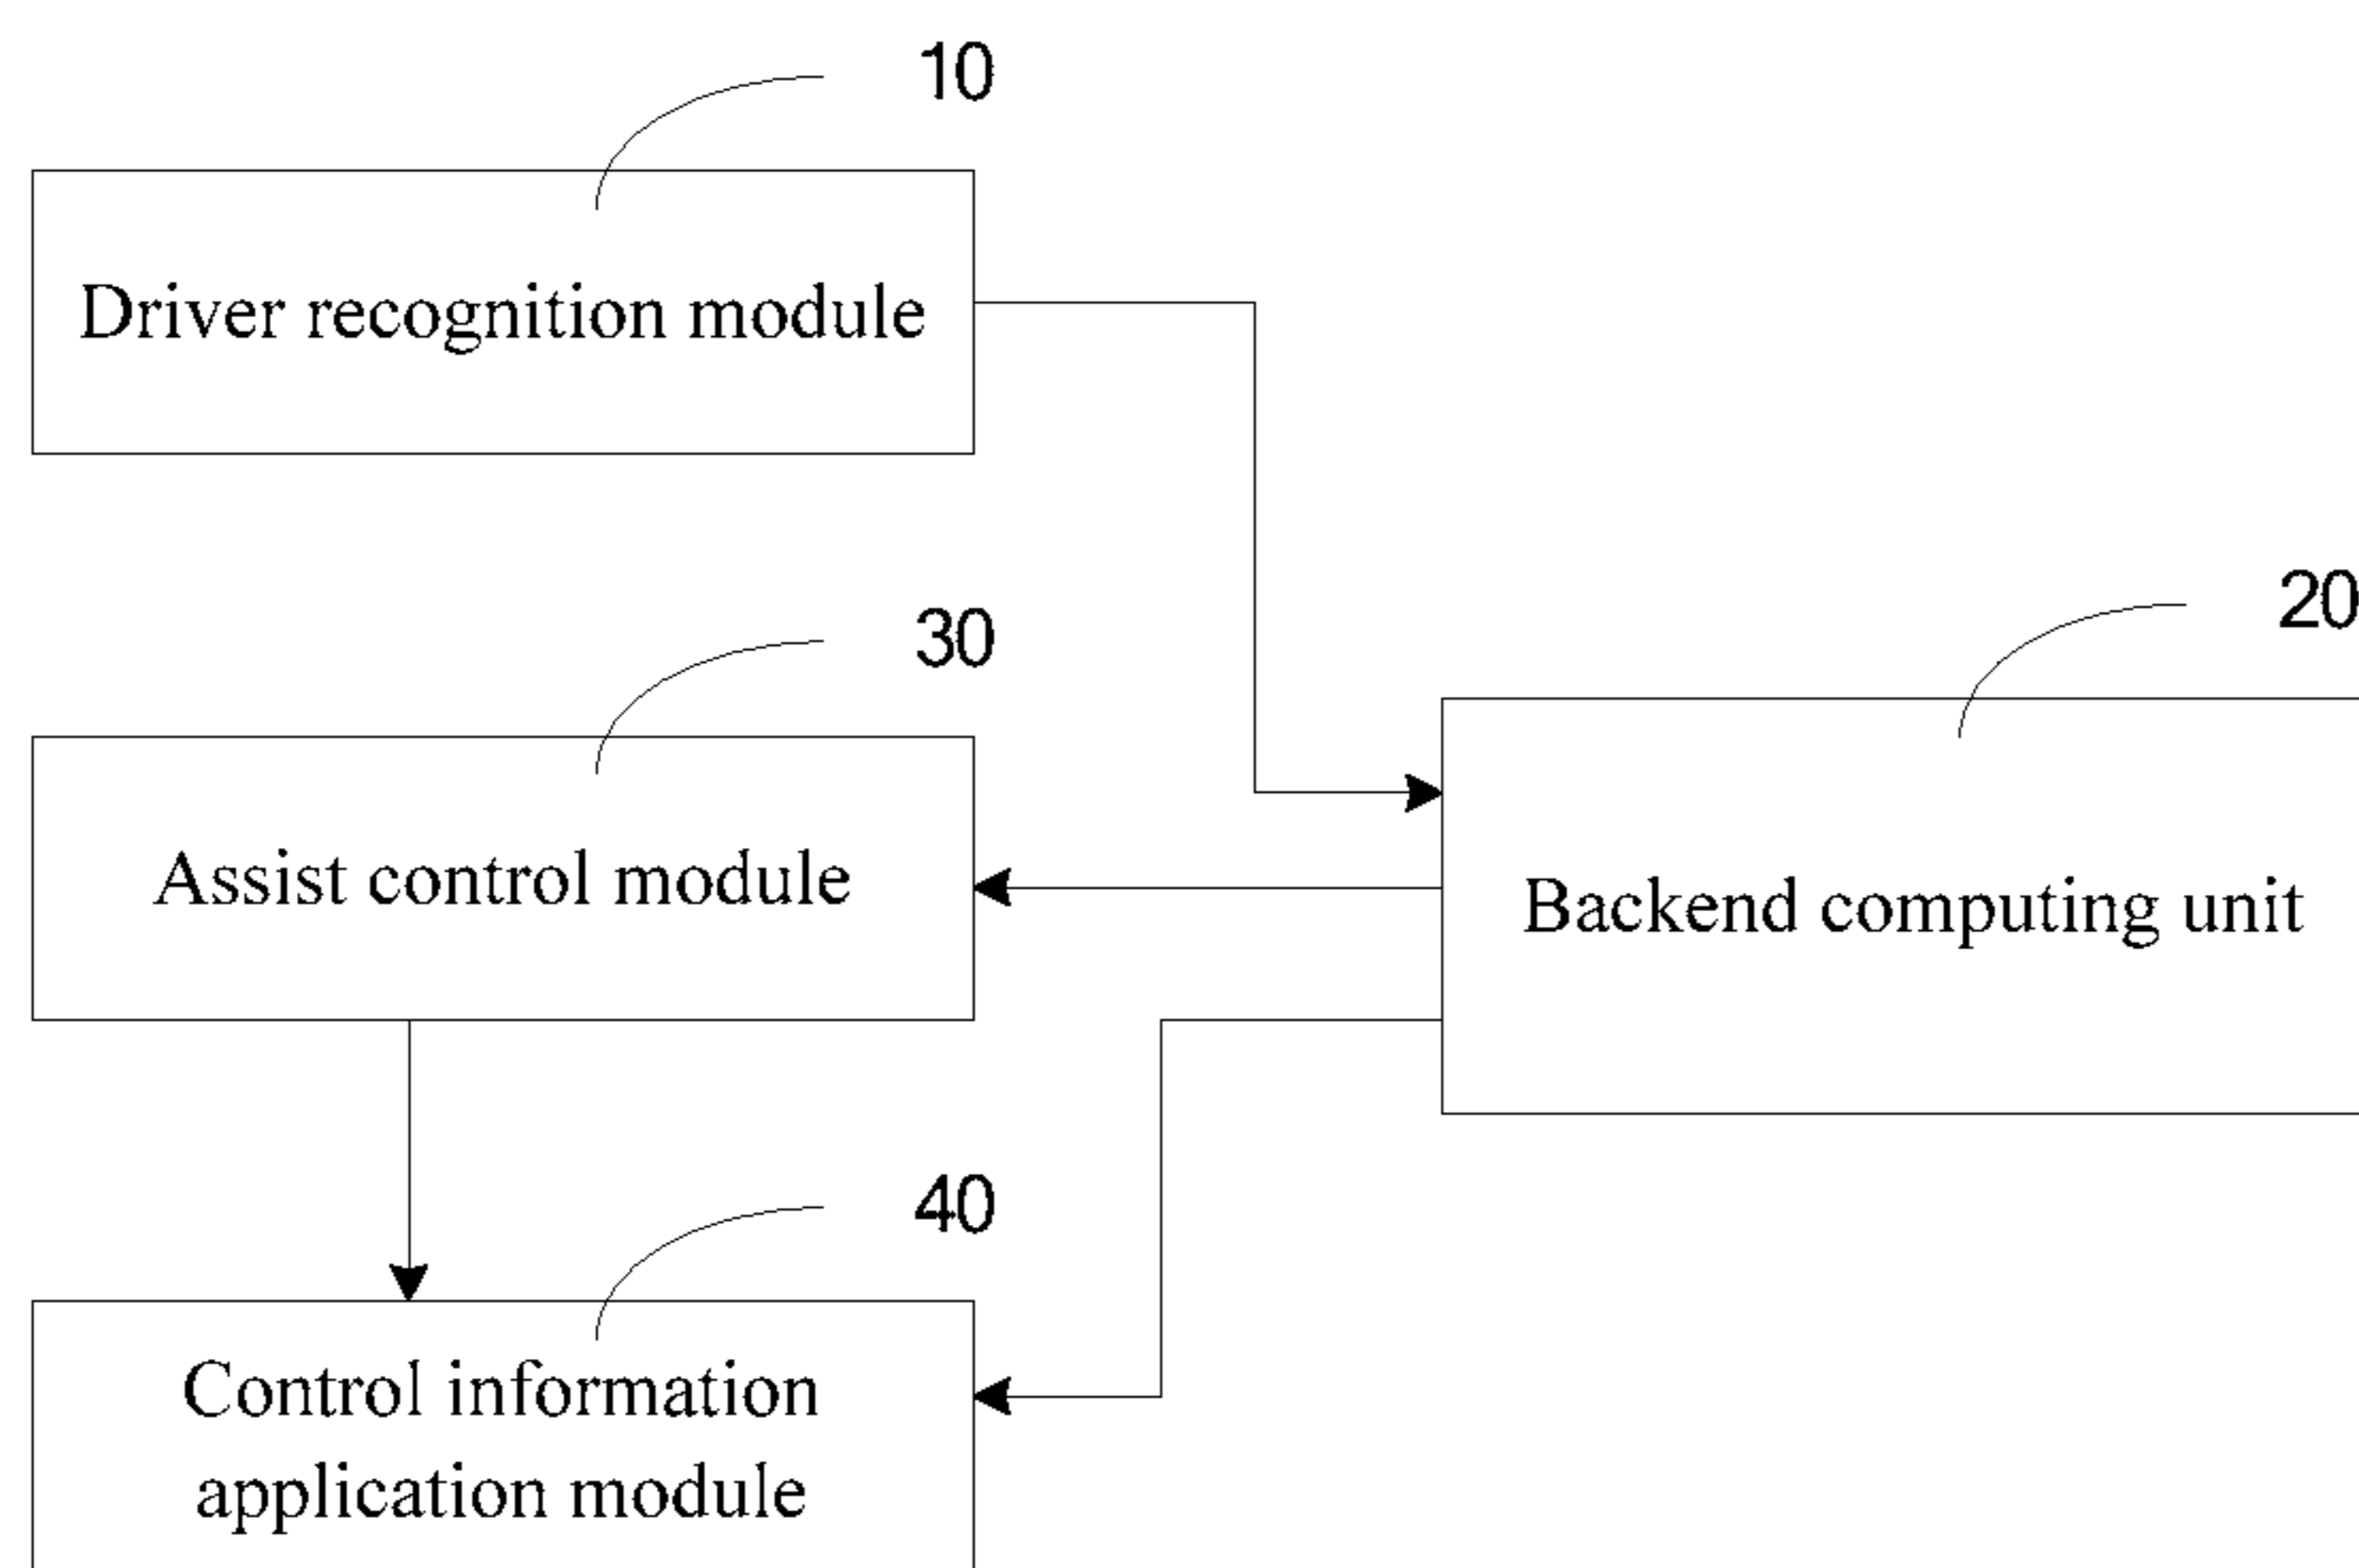 10
Driver recognition module
30
20
Assist control module
Backend computing unit
40
Control information
application module